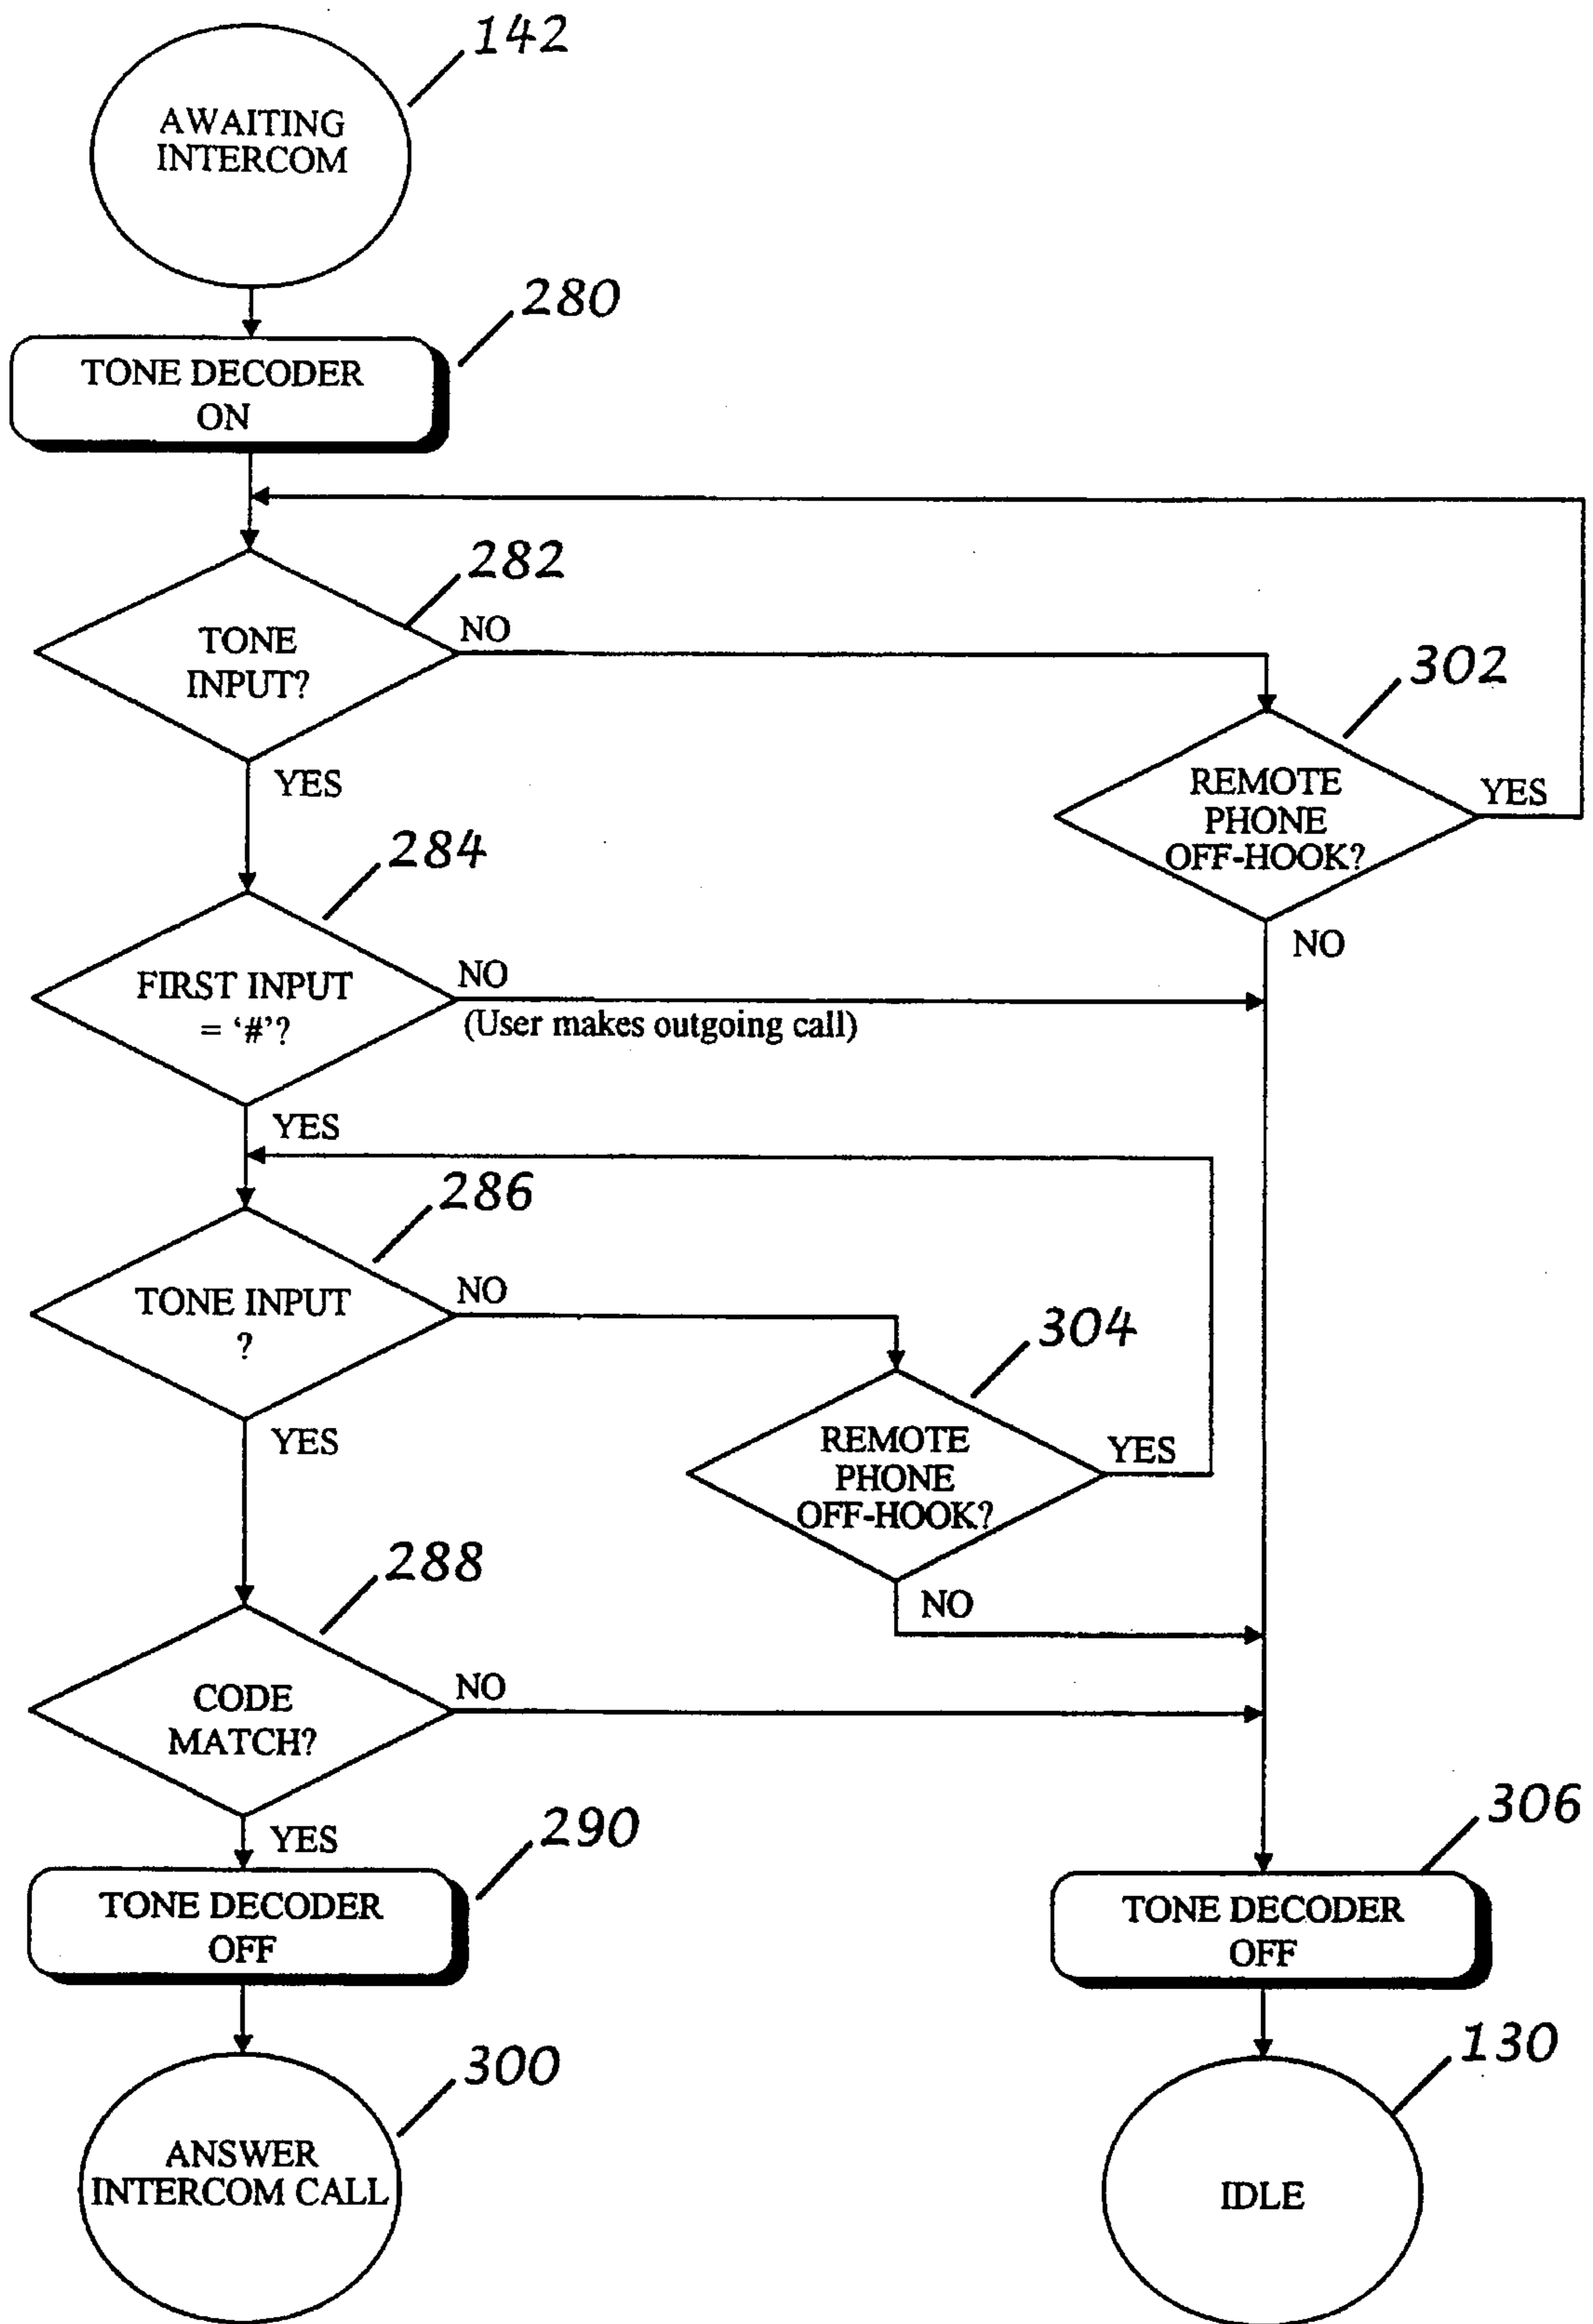 142
AWAITING
INTERCOM
280
TONE DECODER
ON
282
TONE
INPUT?
NO
YES
302
REMOTE
PHONE
OFF-HOOK?
YES
NO
284
FIRST INPUT
= ‘#’?
NO
(User makes outgoing call)
YES
286
TONE INPUT
?
NO
YES
304
REMOTE
PHONE
OFF-HOOK?
YES
NO
288
CODE
MATCH?
NO
YES
290
TONE DECODER
OFF
306
TONE DECODER
OFF
300
ANSWER
INTERCOM CALL
130
IDLE